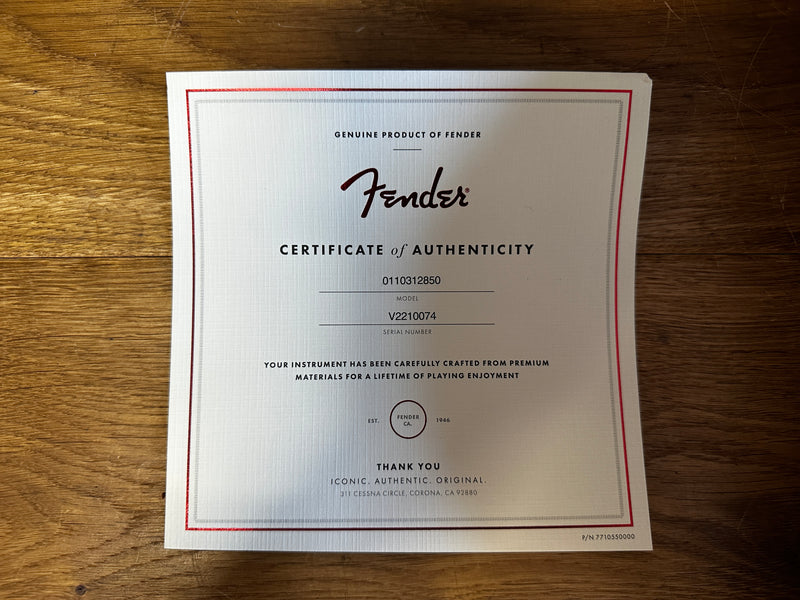 GENUINE PRODUCT OF FENDER
Fender®
CERTIFICATE of AUTHENTICITY
0110312850
MODEL
V2210074
SERIAL NUMBER
YOUR INSTRUMENT HAS BEEN CAREFULLY CRAFTED FROM PREMIUM
MATERIALS FOR A LIFETIME OF PLAYING ENJOYMENT
EST. FENDER CA. 1946
THANK YOU
ICONIC. AUTHENTIC. ORIGINAL.
311 CESSNA CIRCLE, CORONA, CA 92880
P/N 7710550000